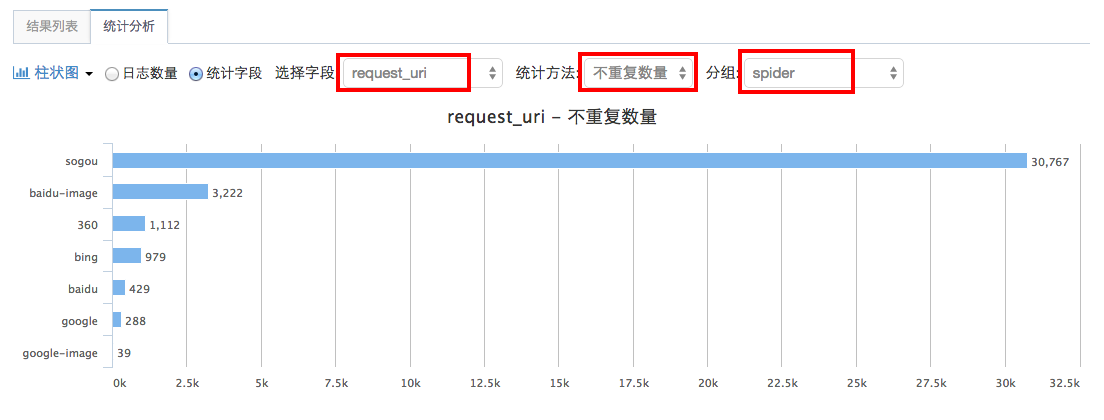 结果列表 统计分析
柱状图 日志数量 统计字段 选择字段 request_uri 统计方法: 不重复数量 分组: spider
request_uri – 不重复数量
sogou 30,767
baidu-image 3,222
360 1,112
bing 979
baidu 429
google 288
google-image 39
0k 2.5k 5k 7.5k 10k 12.5k 15k 17.5k 20k 22.5k 25k 27.5k 30k 32.5k